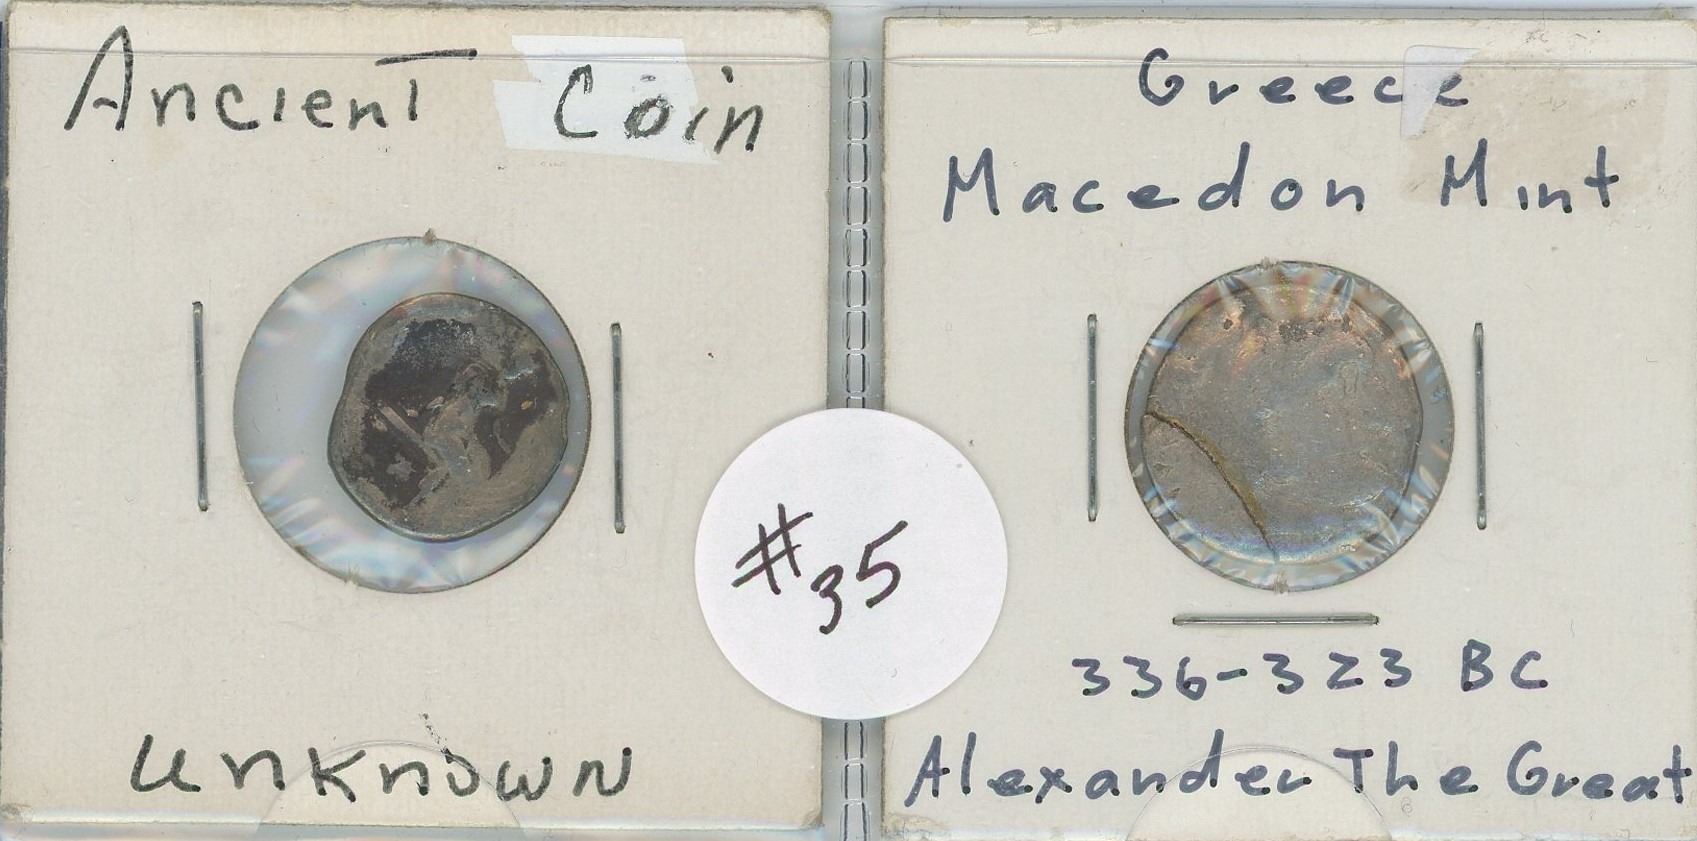 Ancient Coin
unknown
#35
Greece
Macedon Mint
336-323 BC
Alexander The Great